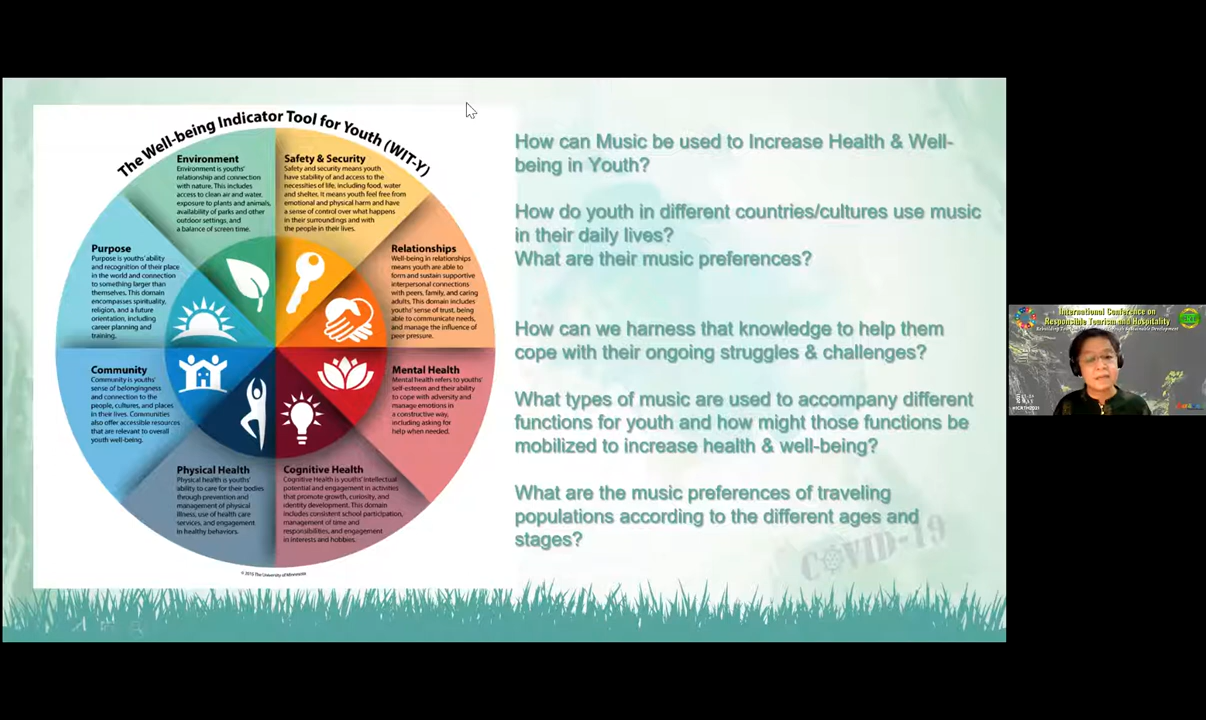 The Well-being Indicator Tool for Youth (WIT-Y)
Environment
Environment is youths'
relationship and connection
with nature. This includes
access to clean air and water,
exposure to plants and animals,
availability of parks and other
outdoor settings, and
a balance of screen time.
Safety & Security
Safety and security means youth
have stability of and access to the
necessities of life, including food, water
and shelter. It means youth feel free from
emotional and physical harm and have
a sense of control over what happens
in their surroundings and with
the people in their lives.
Relationships
Well-being in relationships
means youth are able to
form and sustain supportive
interpersonal connections
with peers, family, and caring
adults. This domain includes
youths' sense of trust, being
able to communicate needs,
and manage the influence of
peer pressure.
Mental Health
Mental health refers to youths'
self-esteem and their ability
to cope with adversity and
manage emotions in
a constructive way,
including asking for
help when needed.
Cognitive Health
Cognitive Health is youths' intellectual
potential and engagement in activities
that promote growth, curiosity, and
identity development. This domain
includes consistent school participation,
management of time and
responsibilities, and engagement
in interests and hobbies.
Physical Health
Physical health is youths'
ability to care for their bodies
through prevention and
management of physical
illness, use of health care
services, and engagement
in healthy behaviors.
Community
Community is youths'
sense of belongingness
and connection to the
people, cultures, and places
in their lives. Communities
also offer accessible resources
that are relevant to overall
youth well-being.
Purpose
Purpose is youths' ability
and recognition of their place
in the world and connection
to something larger than
themselves. This domain
encompasses spirituality,
religion, and a future
orientation, including
career planning and
training.
© 2015 The University of Minnesota
How can Music be used to Increase Health & Well-
being in Youth?
How do youth in different countries/cultures use music
in their daily lives?
What are their music preferences?
How can we harness that knowledge to help them
cope with their ongoing struggles & challenges?
What types of music are used to accompany different
functions for youth and how might those functions be
mobilized to increase health & well-being?
What are the music preferences of traveling
populations according to the different ages and
stages?
COVID-19
International Conference on
Responsible Tourism and Hospitality